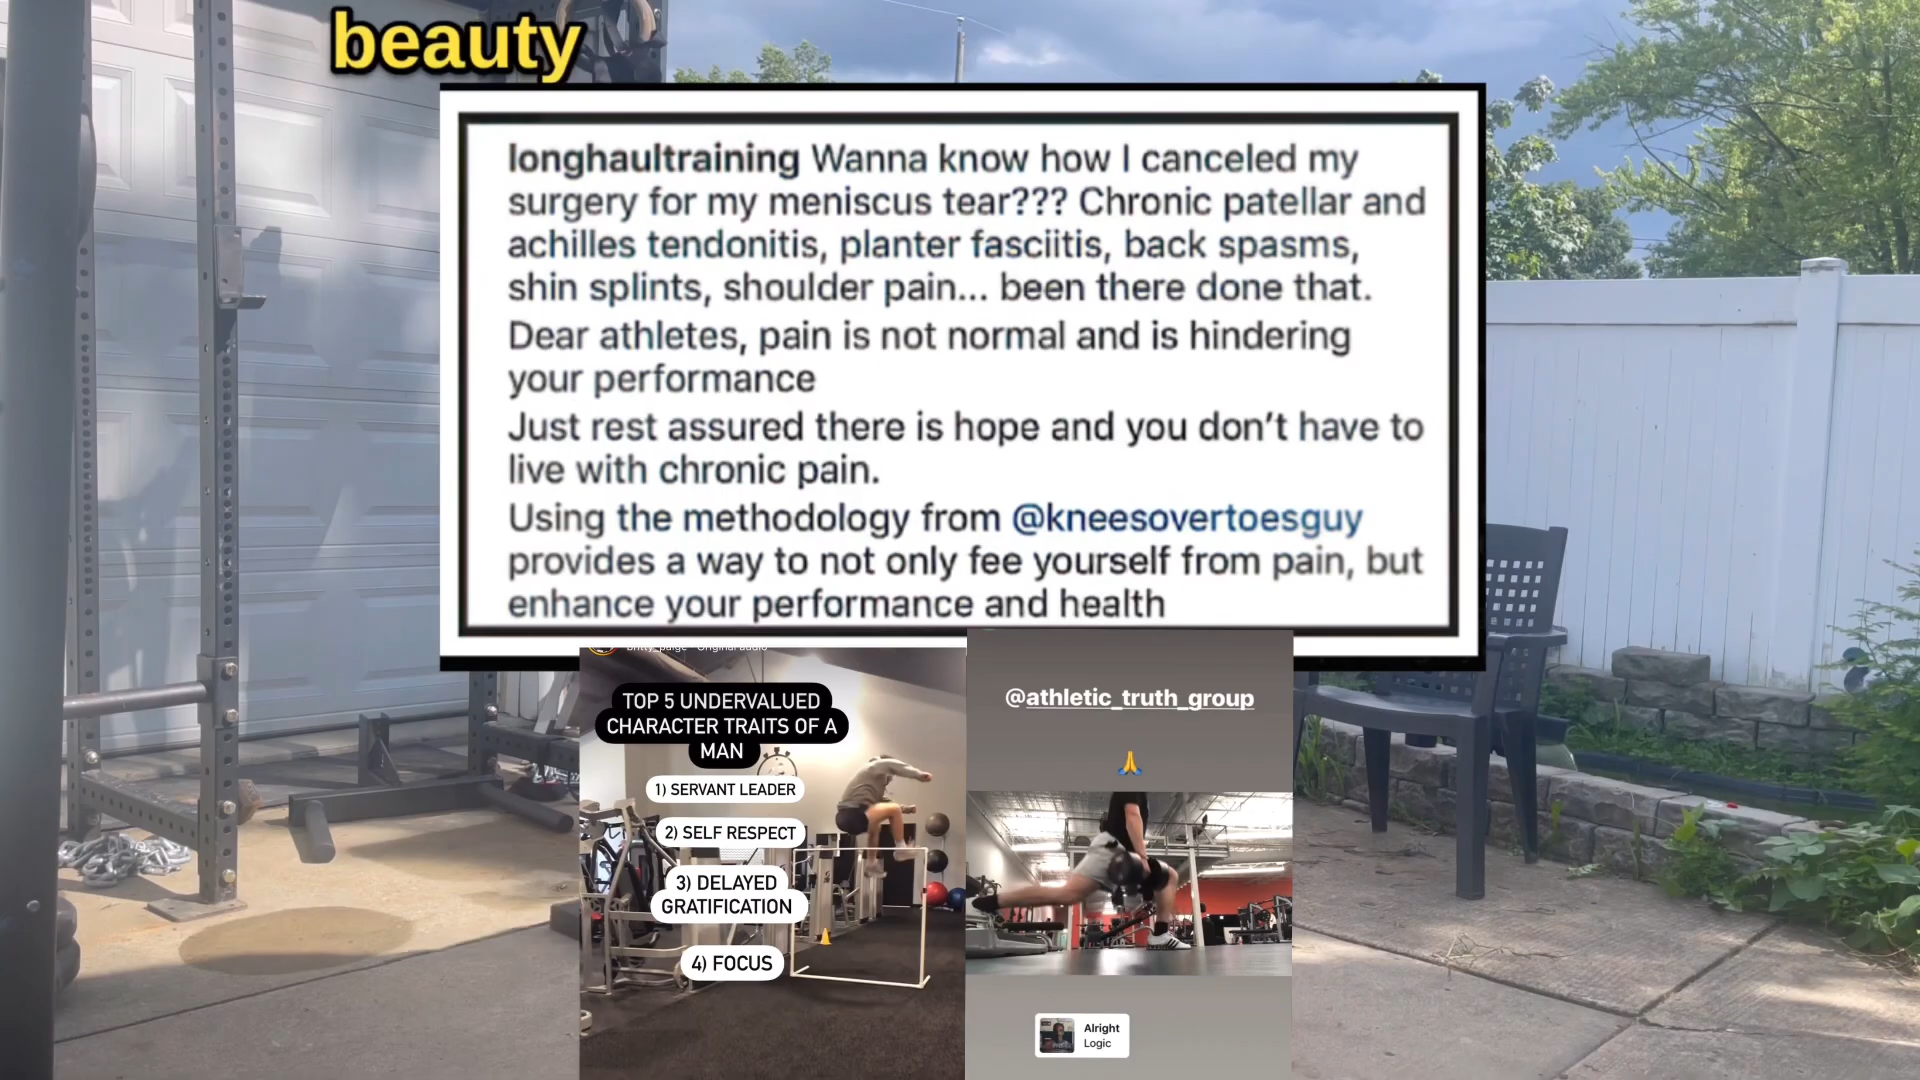 beauty
longhaultraining Wanna know how I canceled my
surgery for my meniscus tear??? Chronic patellar and
achilles tendonitis, planter fasciitis, back spasms,
shin splints, shoulder pain... been there done that.
Dear athletes, pain is not normal and is hindering
your performance
Just rest assured there is hope and you don't have to
live with chronic pain.
Using the methodology from @kneesovertoesguy
provides a way to not only fee yourself from pain, but
enhance your performance and health
britty_paige Original audio
TOP 5 UNDERVALUED
CHARACTER TRAITS OF A
MAN
1) SERVANT LEADER
2) SELF RESPECT
3) DELAYED
GRATIFICATION
4) FOCUS
@athletic_truth_group
Alright
Logic